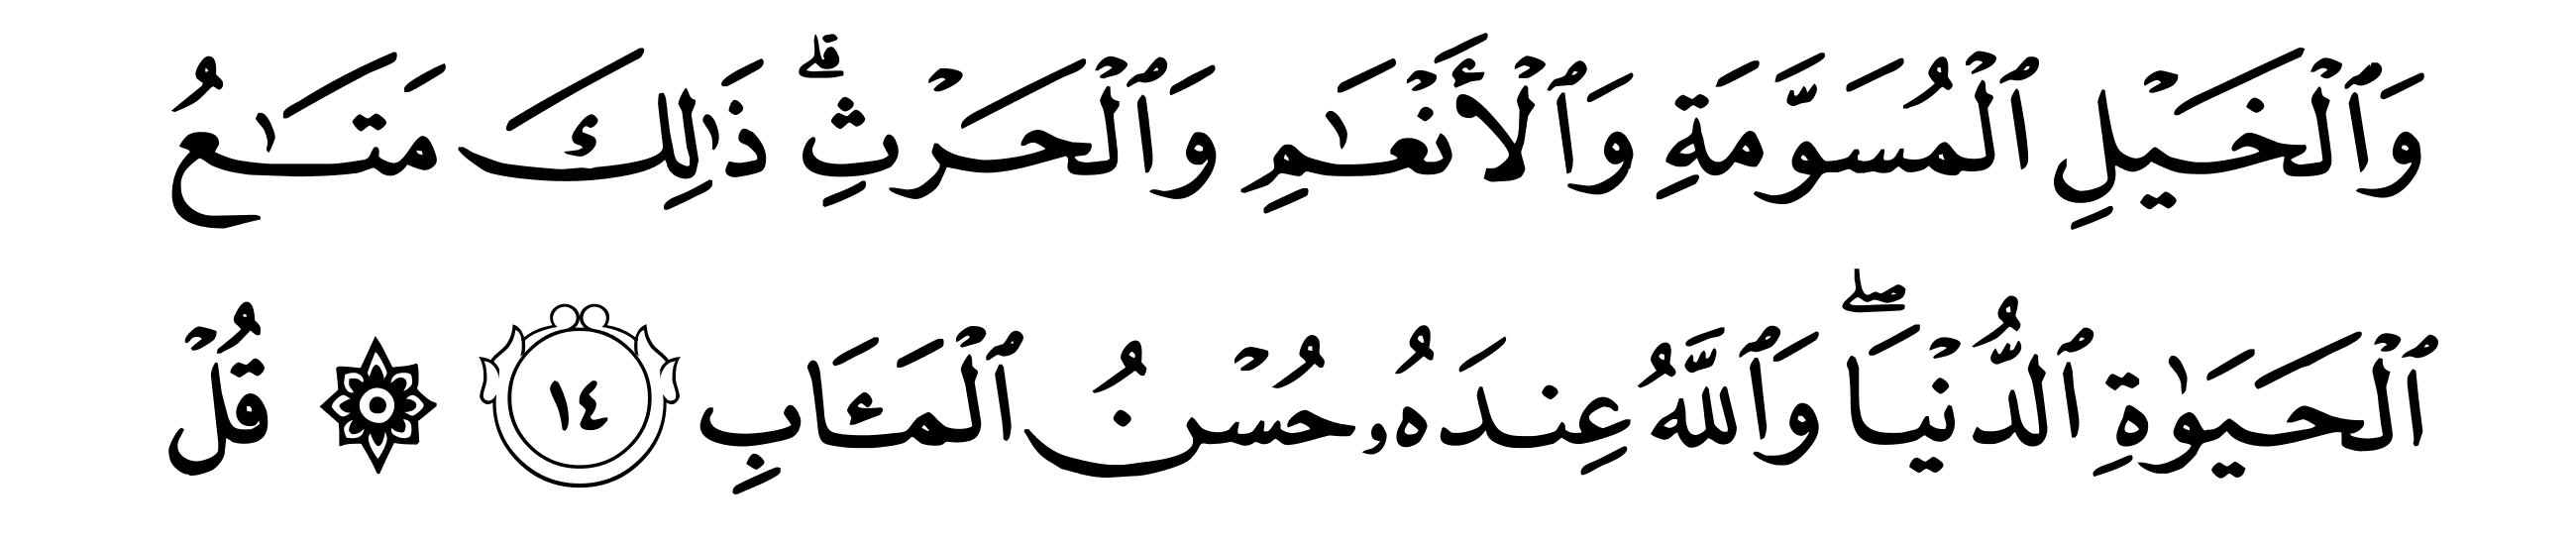 وَٱلْخَيْلِ ٱلْمُسَوَّمَةِ وَٱلْأَنْعَـٰمِ وَٱلْحَرْثِ ۗ ذَٰلِكَ مَتَـٰعُ
ٱلْحَيَوٰةِ ٱلدُّنْيَا ۖ وَٱللَّهُ عِندَهُۥ حُسْنُ ٱلْمَـَٔابِ ١٤ ۞ قُلْ